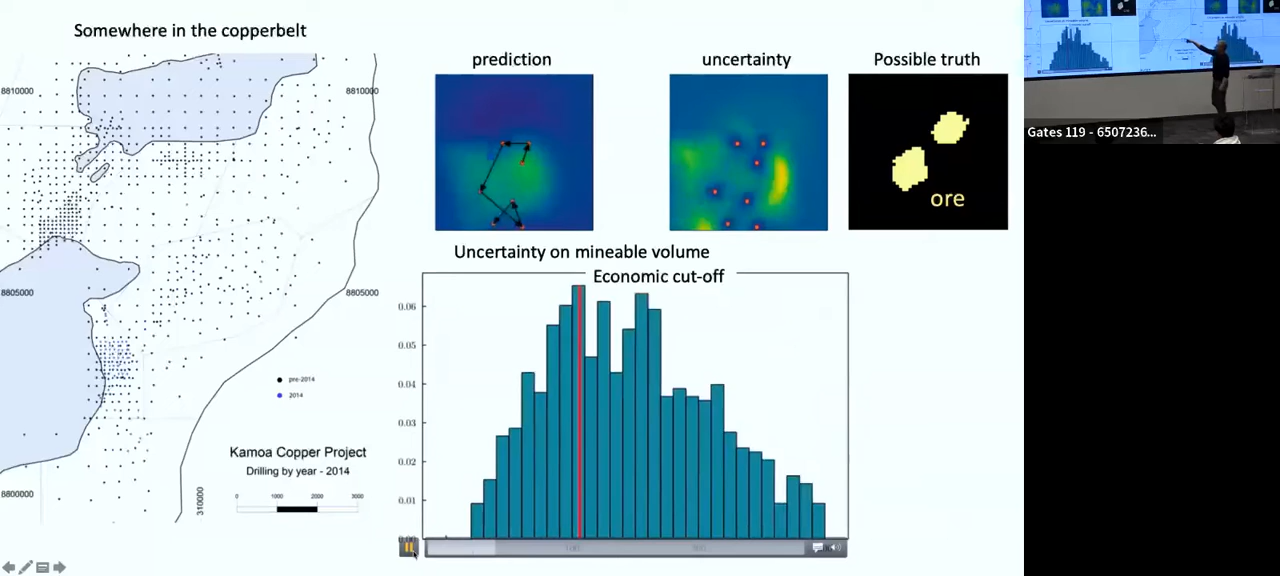 Somewhere in the copperbelt
8810000
8810000
8805000
8805000
pre-2014
2014
Kamoa Copper Project
Drilling by year - 2014
0 1000 2000 3000
8800000
310000
prediction
uncertainty
Possible truth
ore
Uncertainty on mineable volume
Economic cut-off
0.06
0.05
0.04
0.03
0.02
0.01
Gates 119 - 6507236...